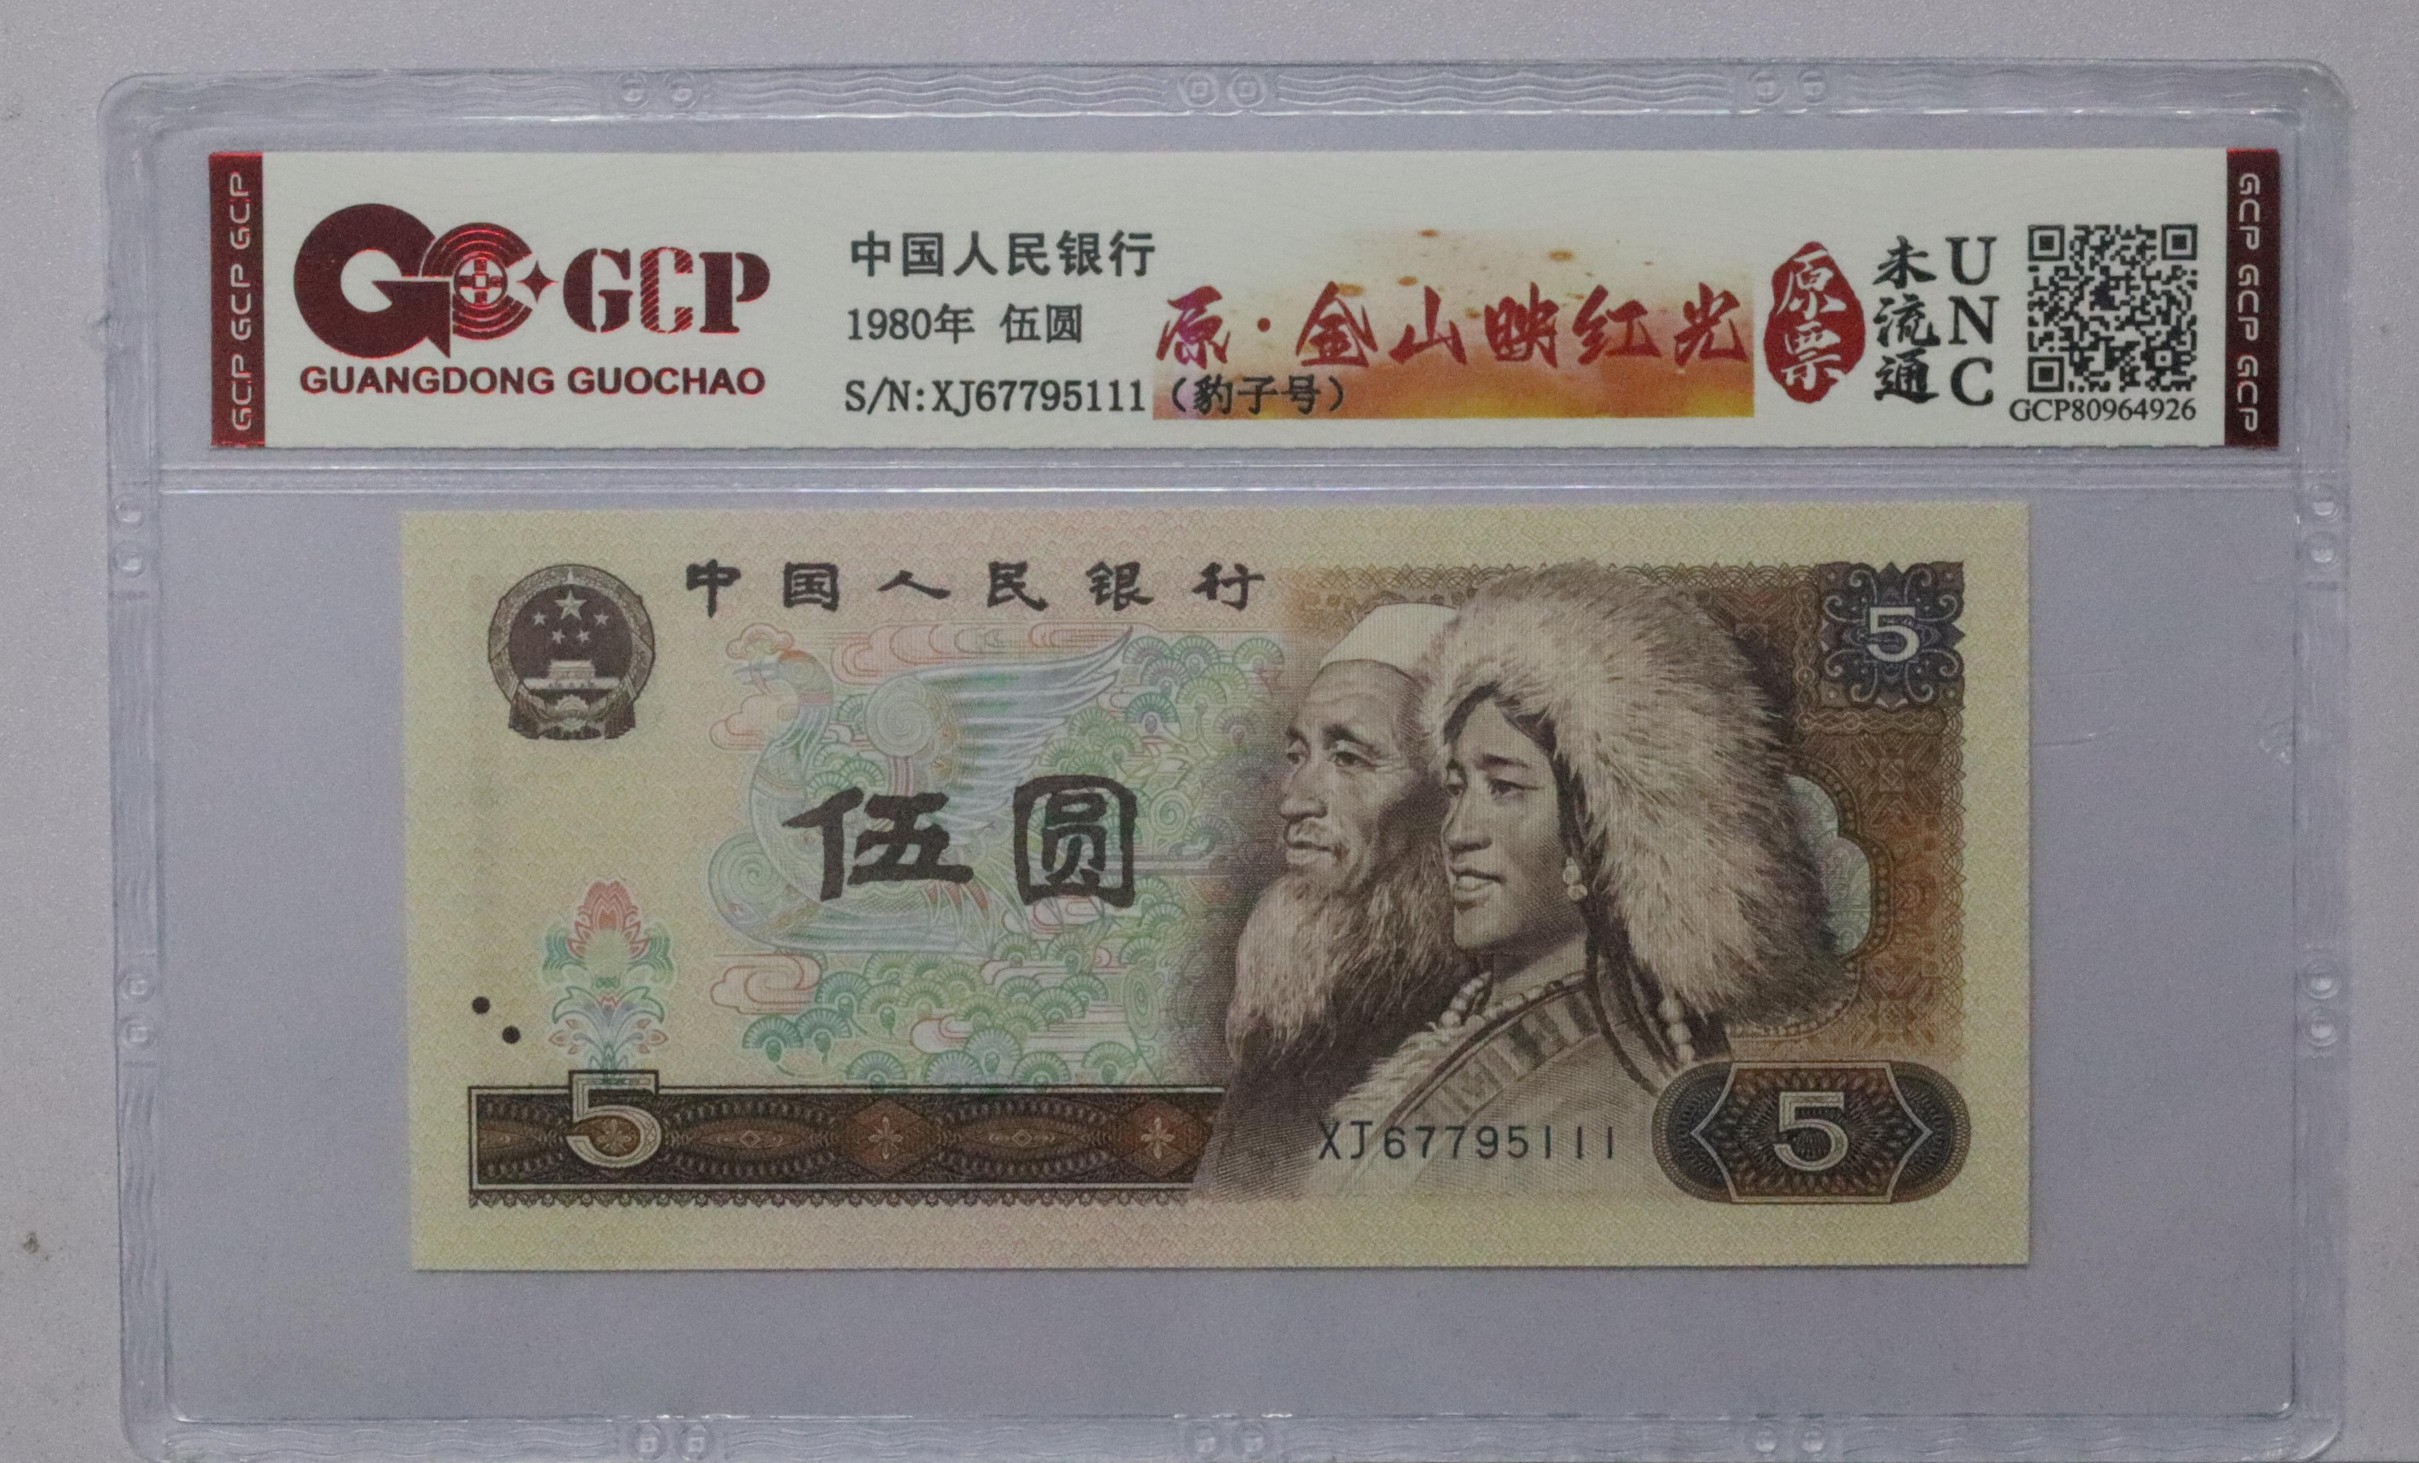 GCP GCP GCP
GCP
GUANGDONG GUOCHAO
中国人民银行
1980年 伍圆
S/N:XJ67795111（豹子号）
原·金山映红光
原票
未流通
UNC
GCP80964926
GCP GCP GCP
中国人民银行
5
伍圆
5
XJ67795111
5